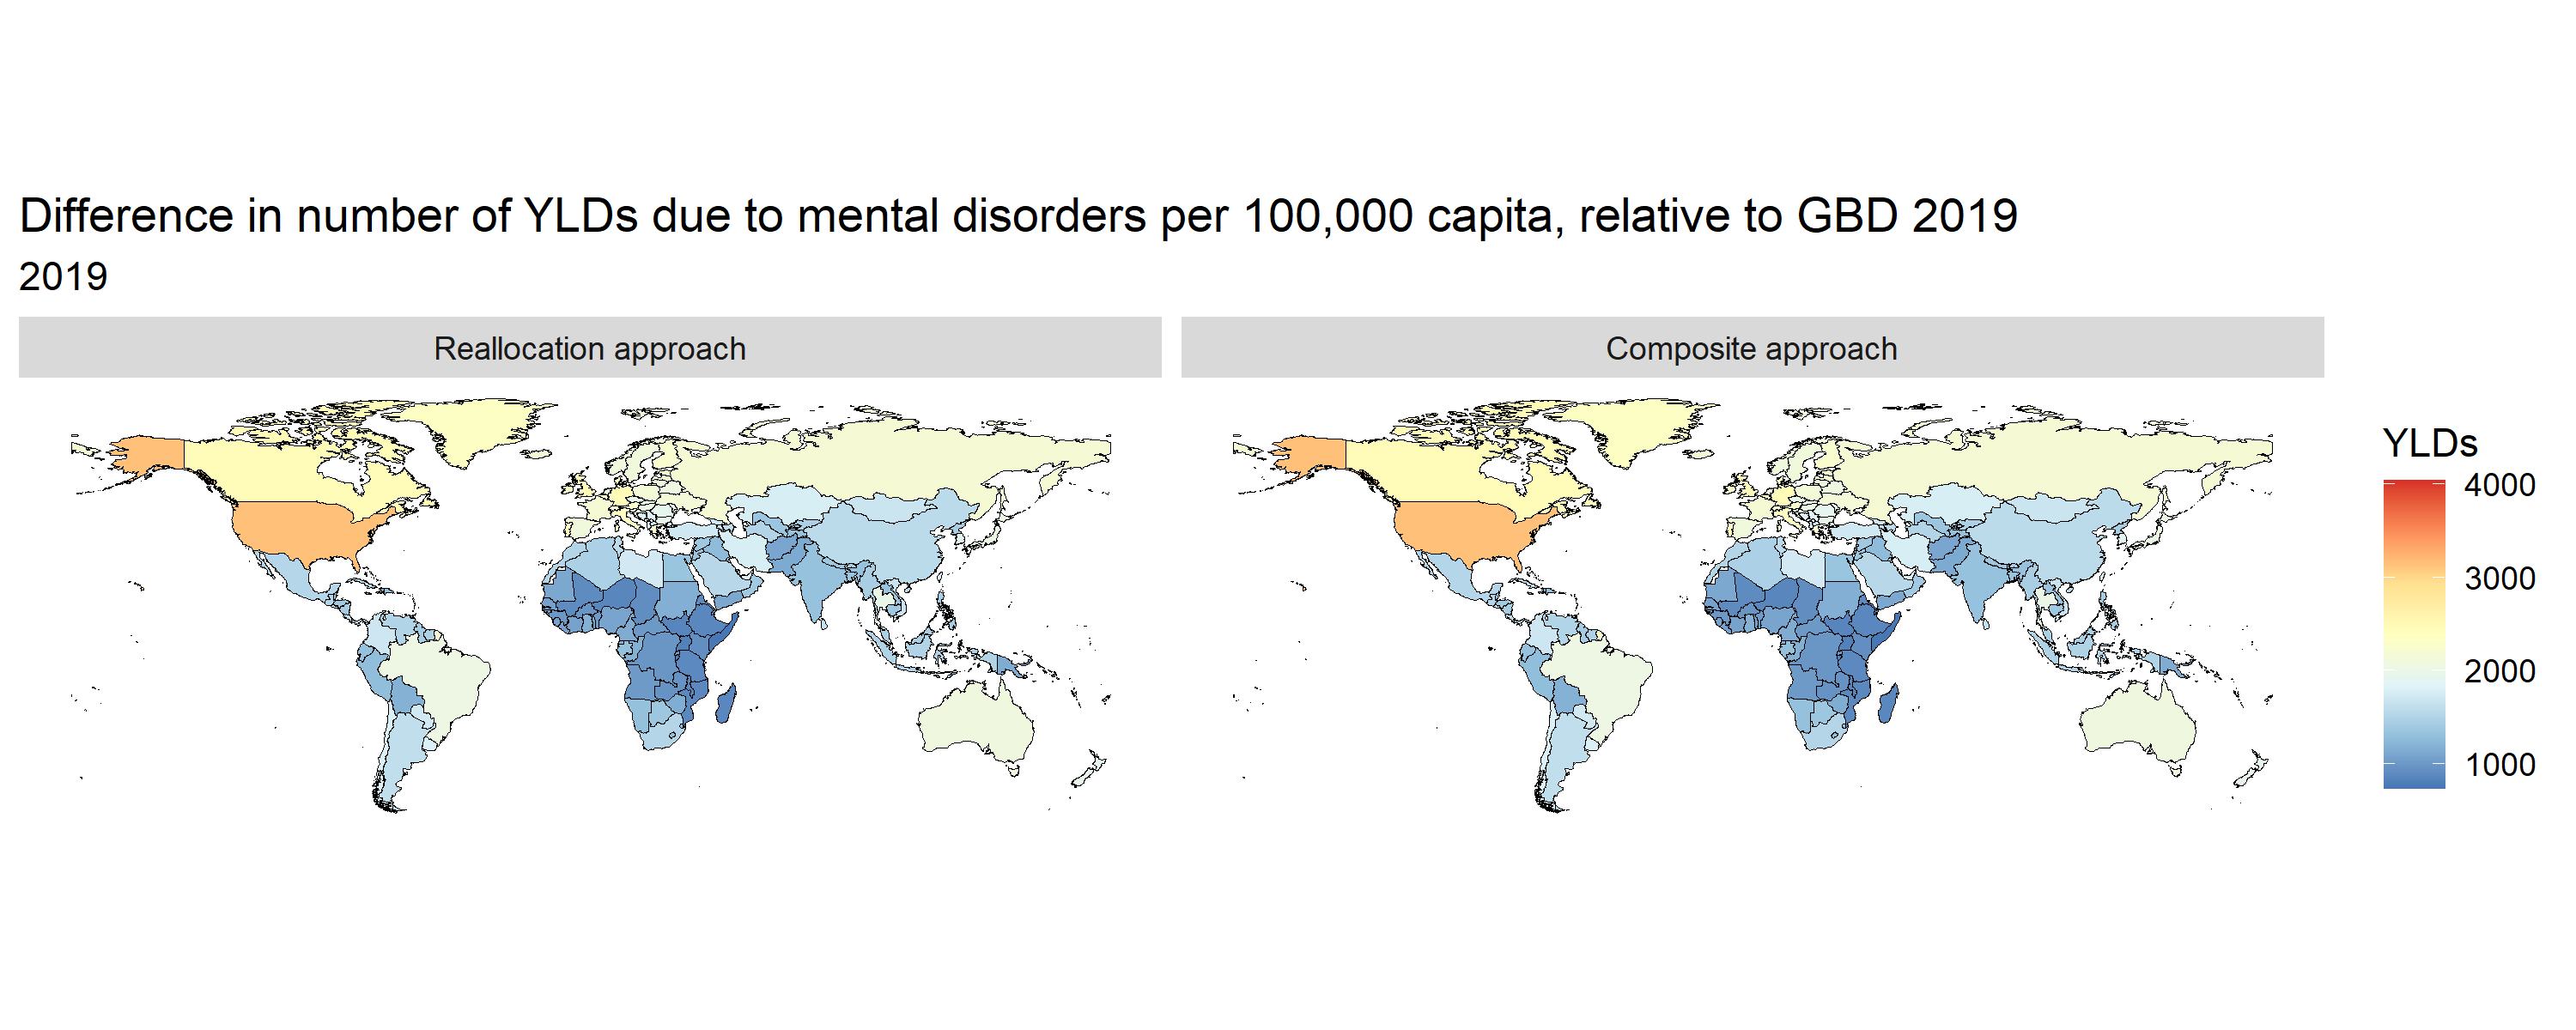 Difference in number of YLDs due to mental disorders per 100,000 capita, relative to GBD 2019
2019
Reallocation approach
Composite approach
YLDs
4000
3000
2000
1000